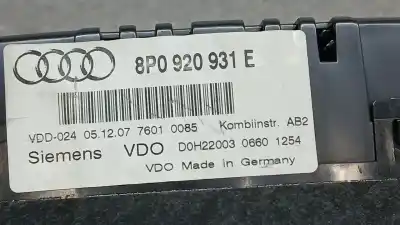 8P0 920 931 E
VDD-024 05.12.07 7601 0085 Kombiinstr. AB2
Siemens VDO D0H22003 0660 1254
VDO Made in Germany